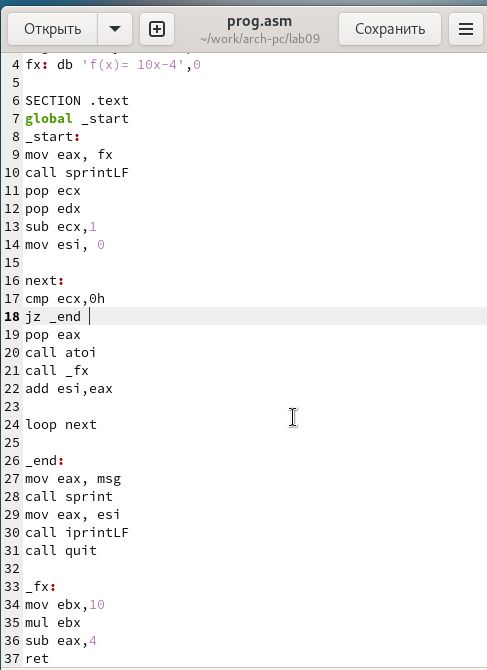 Открыть
prog.asm
~/work/arch-pc/lab09
Сохранить
4 fx: db 'f(x)= 10x-4',0
5
6 SECTION .text
7 global _start
8 _start:
9 mov eax, fx
10 call sprintLF
11 pop ecx
12 pop edx
13 sub ecx,1
14 mov esi, 0
15
16 next:
17 cmp ecx,0h
18 jz _end
19 pop eax
20 call atoi
21 call _fx
22 add esi,eax
23
24 loop next
25
26 _end:
27 mov eax, msg
28 call sprint
29 mov eax, esi
30 call iprintLF
31 call quit
32
33 _fx:
34 mov ebx,10
35 mul ebx
36 sub eax,4
37 ret